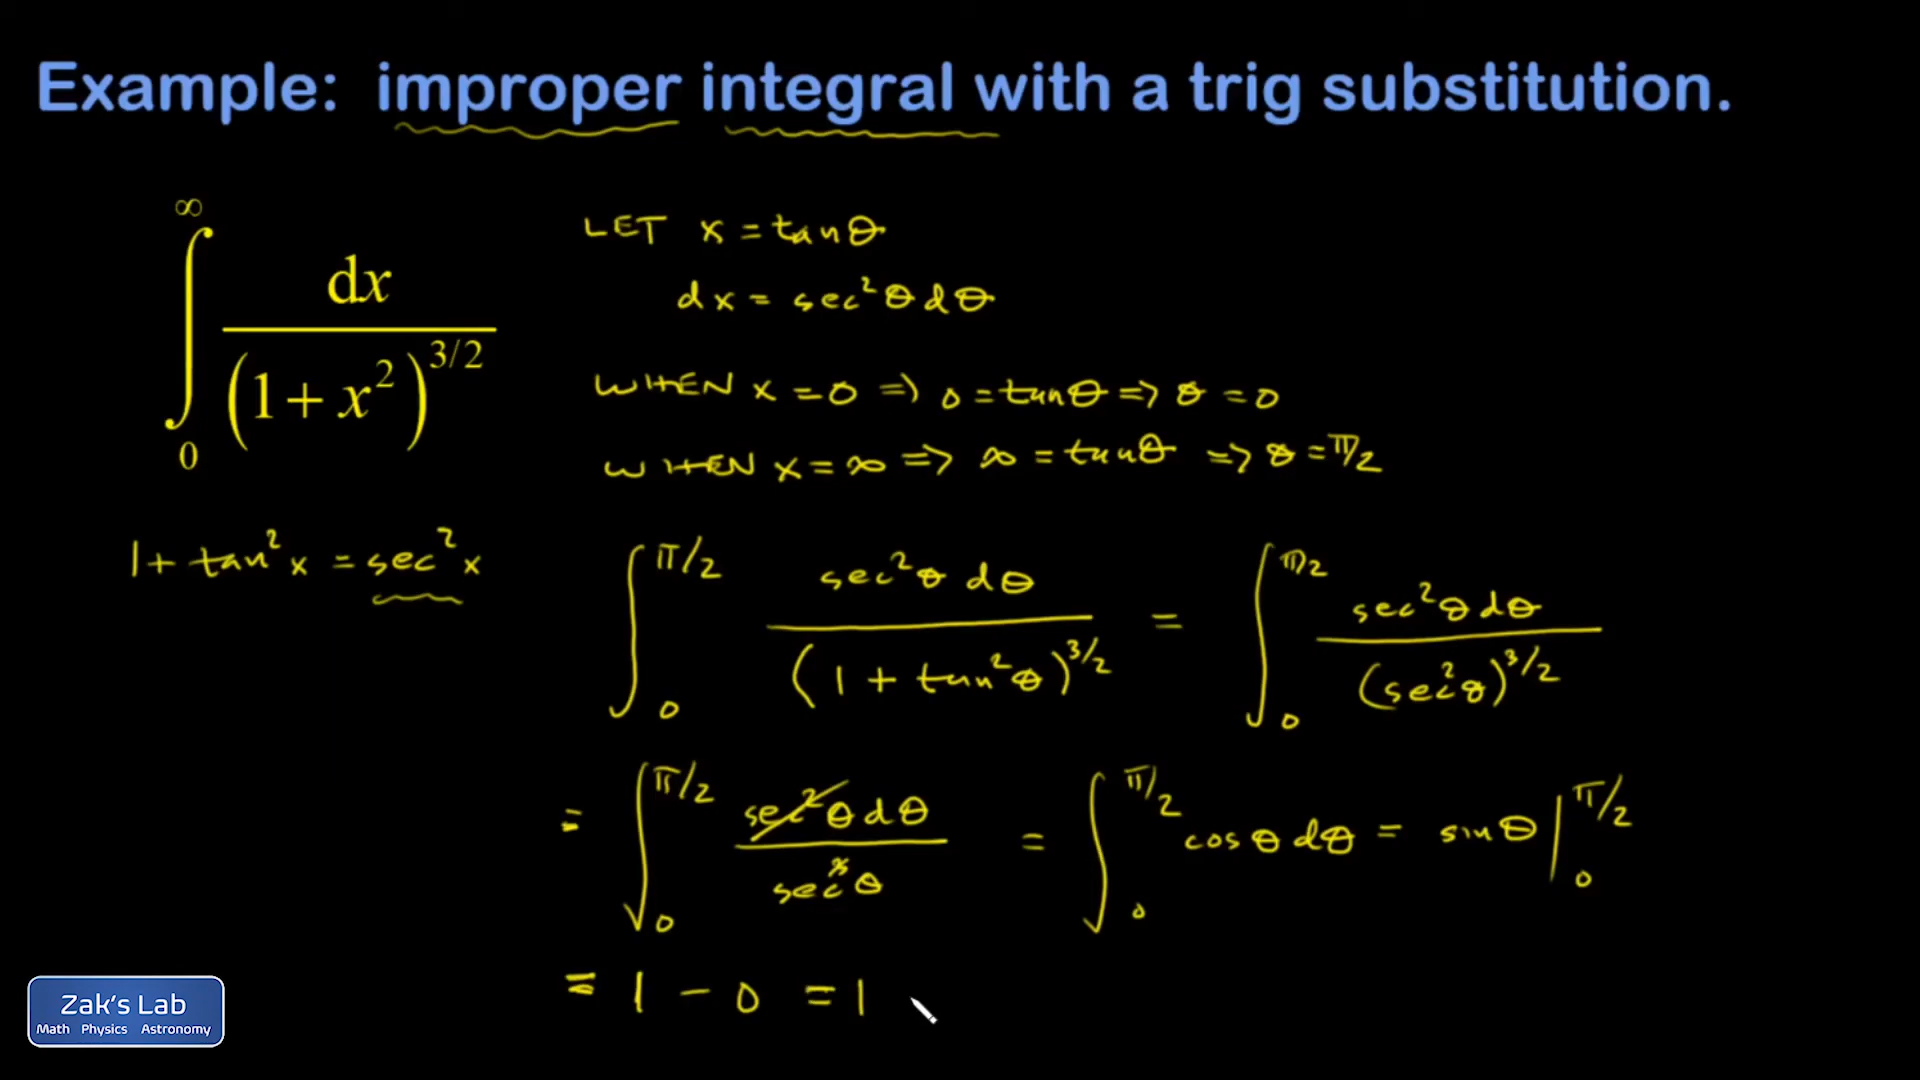 Example: improper integral with a trig substitution.
∫₀^∞ dx / (1 + x²)^3/2
LET x = tanθ
dx = sec²θ dθ
WHEN x = 0 => 0 = tanθ => θ = 0
WHEN x = ∞ => ∞ = tanθ => θ = π/2
1 + tan²x = sec²x
∫₀^π/2 sec²θ dθ / (1 + tan²θ)^3/2 = ∫₀^π/2 sec²θ dθ / (sec²θ)^3/2
= ∫₀^π/2 sec²θ dθ / sec³θ = ∫₀^π/2 cosθ dθ = sinθ |₀^π/2
= 1 - 0 = 1
Zak's Lab
Math Physics Astronomy